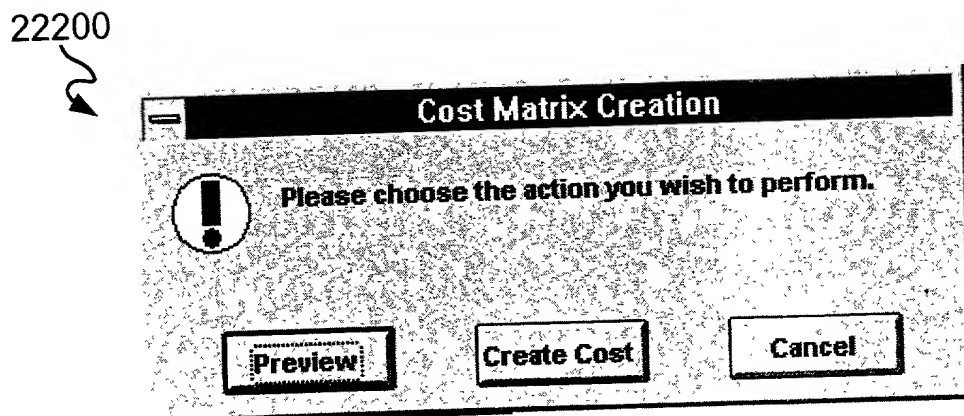 22200
Cost Matrix Creation
Please choose the action you wish to perform.
Preview Create Cost Cancel